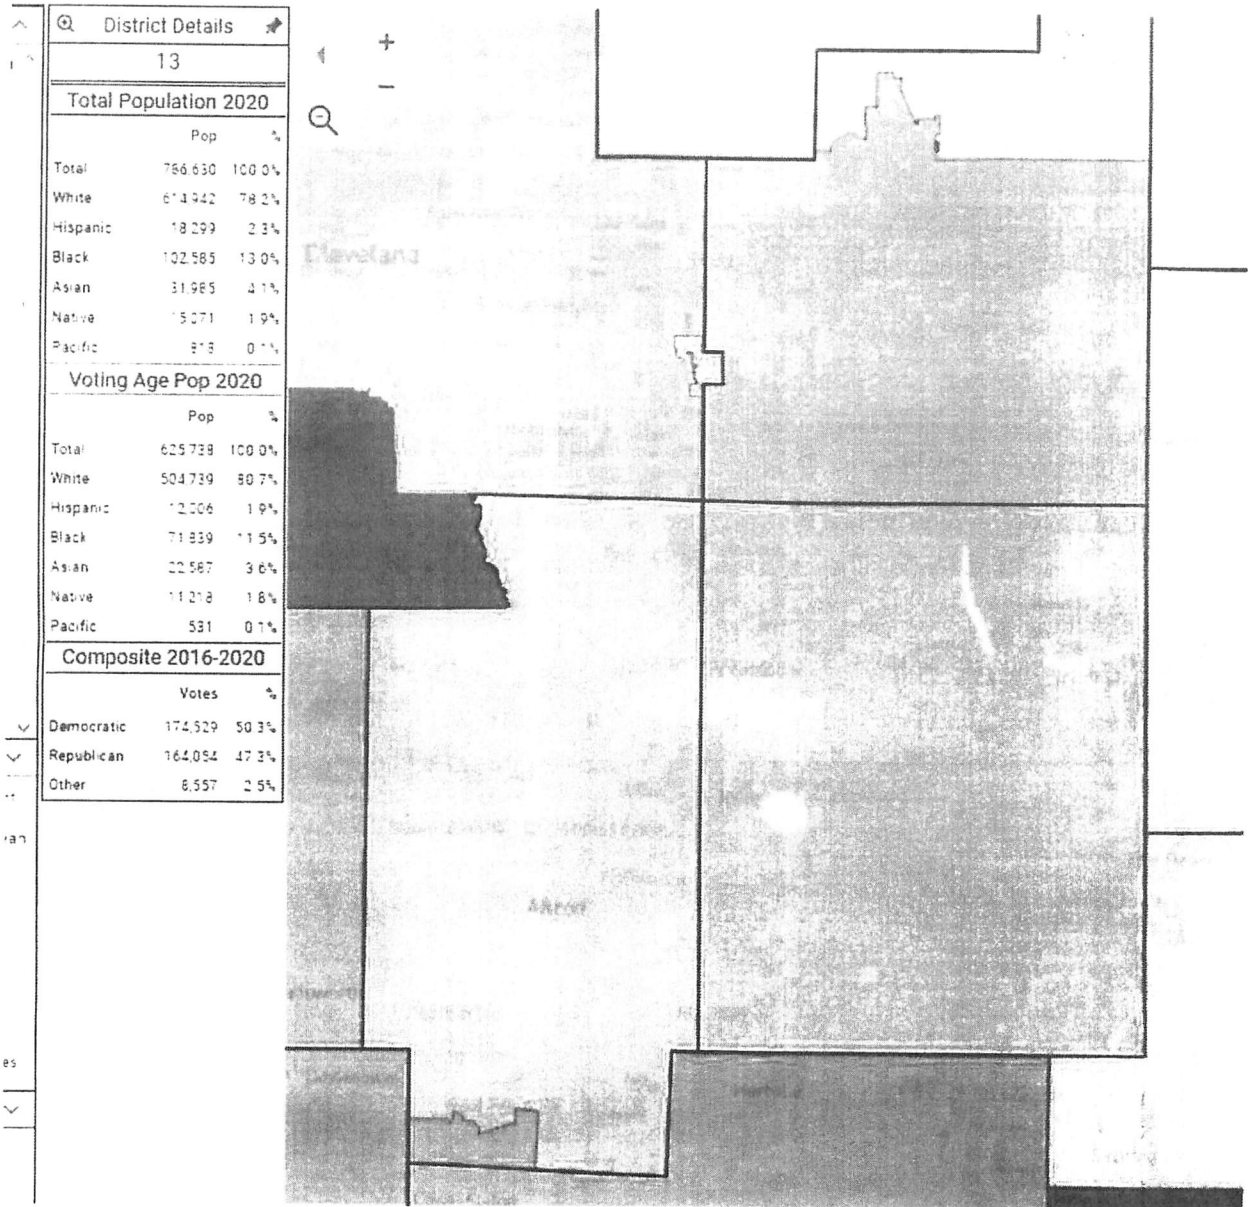 District Details
13
Total Population 2020
Pop %
Total 786,630 100.0%
White 614,942 78.2%
Hispanic 18,299 2.3%
Black 102,585 13.0%
Asian 31,985 4.1%
Native 15,071 1.9%
Pacific 818 0.1%
Voting Age Pop 2020
Pop %
Total 625,738 100.0%
White 504,739 80.7%
Hispanic 12,006 1.9%
Black 71,839 11.5%
Asian 22,587 3.6%
Native 11,218 1.8%
Pacific 531 0.1%
Composite 2016-2020
Votes %
Democratic 174,529 50.3%
Republican 164,054 47.3%
Other 8,557 2.5%
+
−
Cleveland
Akron
van
es